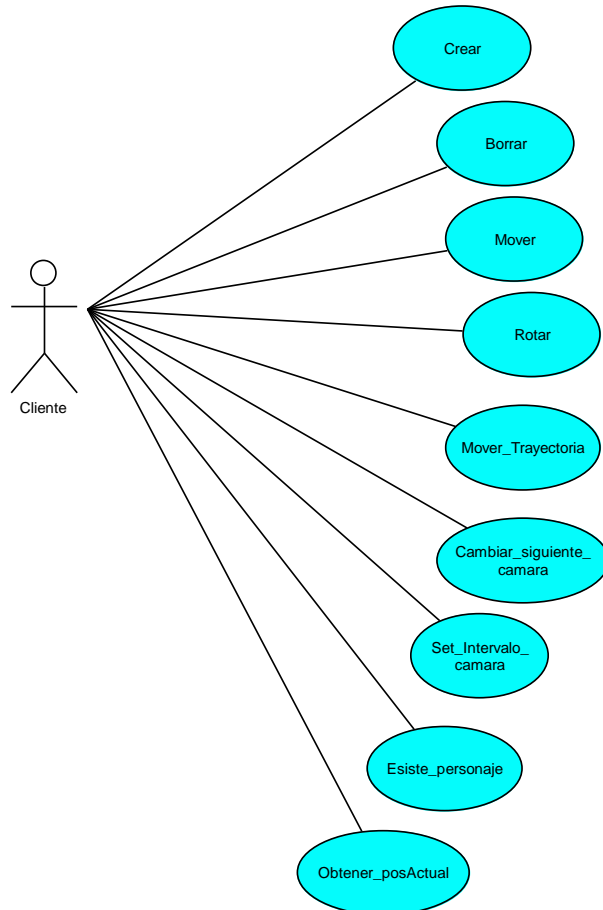 Crear
Borrar
Mover
Rotar
Cliente
Mover_Trayectoria
Cambiar_siguiente_
camara
Set_Intervalo_
camara
Esiste_personaje
Obtener_posActual